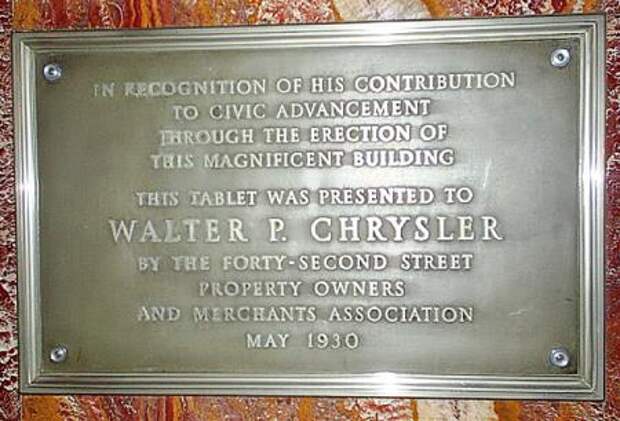 IN RECOGNITION OF HIS CONTRIBUTION
TO CIVIC ADVANCEMENT
THROUGH THE ERECTION OF
THIS MAGNIFICENT BUILDING
THIS TABLET WAS PRESENTED TO
WALTER P. CHRYSLER
BY THE FORTY-SECOND STREET
PROPERTY OWNERS
AND MERCHANTS ASSOCIATION
MAY 1930